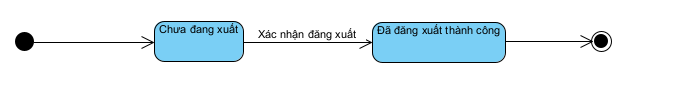 Chưa đang xuất
Xác nhận đăng xuất
Đã đăng xuất thành công